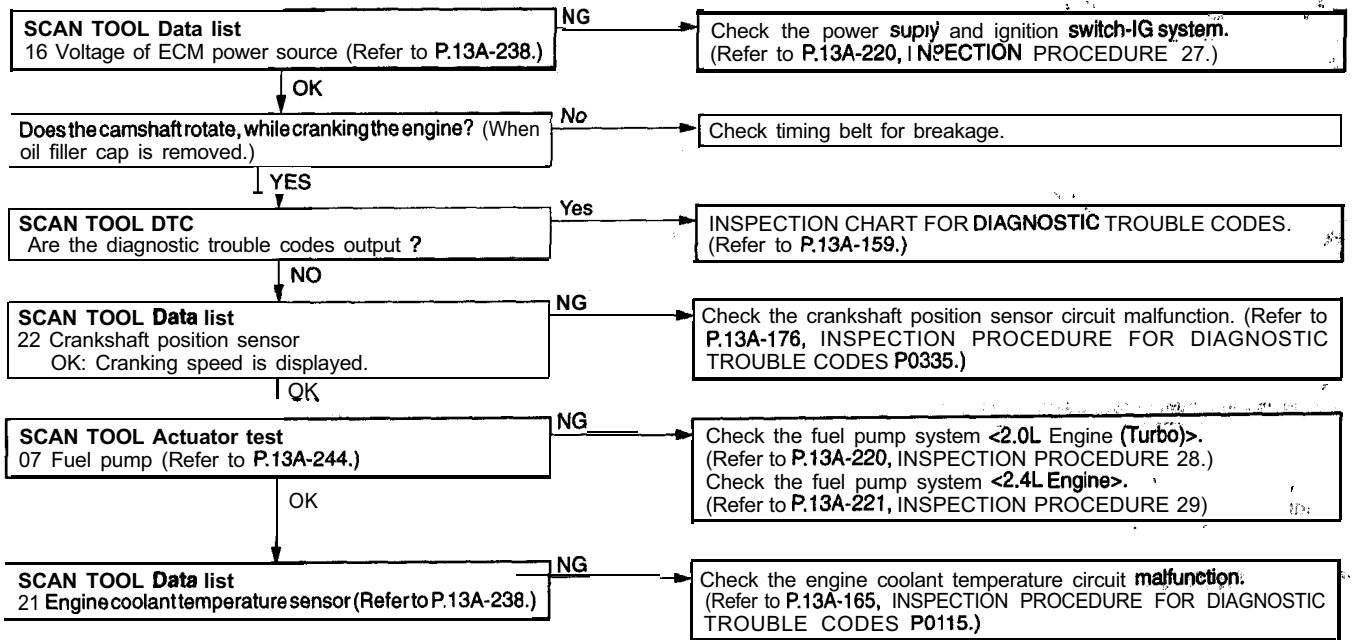 SCAN TOOL Data list
16 Voltage of ECM power source (Refer to P.13A-238.)
NG
Check the power suply and ignition switch-IG system.
(Refer to P.13A-220, INSPECTION PROCEDURE 27.)
OK
Does the camshaft rotate, while cranking the engine? (When
oil filler cap is removed.)
No
Check timing belt for breakage.
YES
SCAN TOOL DTC
Are the diagnostic trouble codes output ?
Yes
INSPECTION CHART FOR DIAGNOSTIC TROUBLE CODES.
(Refer to P.13A-159.)
NO
SCAN TOOL Data list
22 Crankshaft position sensor
OK: Cranking speed is displayed.
NG
Check the crankshaft position sensor circuit malfunction. (Refer to
P.13A-176, INSPECTION PROCEDURE FOR DIAGNOSTIC
TROUBLE CODES P0335.)
OK
SCAN TOOL Actuator test
07 Fuel pump (Refer to P.13A-244.)
NG
Check the fuel pump system <2.0L Engine (Turbo)>.
(Refer to P.13A-220, INSPECTION PROCEDURE 28.)
Check the fuel pump system <2.4L Engine>.
(Refer to P.13A-221, INSPECTION PROCEDURE 29)
OK
SCAN TOOL Data list
21 Engine coolant temperature sensor (Refer to P.13A-238.)
NG
Check the engine coolant temperature circuit malfunction.
(Refer to P.13A-165, INSPECTION PROCEDURE FOR DIAGNOSTIC
TROUBLE CODES P0115.)